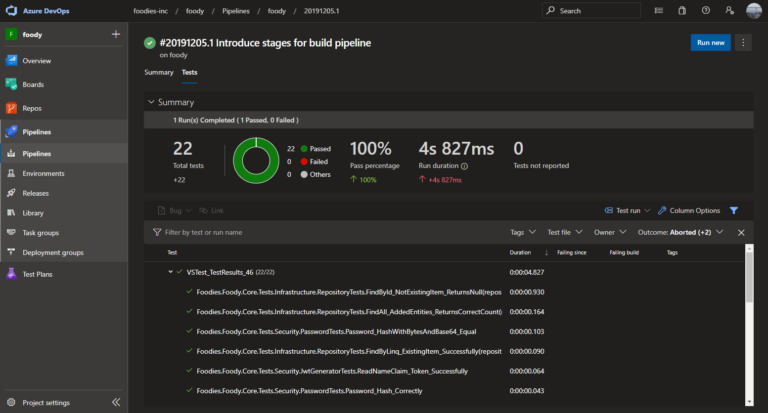 Azure DevOps
foodies-inc / foody / Pipelines / foody / 20191205.1
Search
F foody
#20191205.1 Introduce stages for build pipeline
on foody
Run new
Overview
Boards
Repos
Pipelines
Pipelines
Environments
Releases
Library
Task groups
Deployment groups
Test Plans
Project settings
Summary Tests
Summary
1 Run(s) Completed ( 1 Passed, 0 Failed )
22
Total tests
+22
22 Passed
0 Failed
0 Others
100%
Pass percentage
100%
4s 827ms
Run duration
+4s 827ms
0
Tests not reported
Bug Link Test run Column Options
Filter by test or run name Tags Test file Owner Outcome: Aborted (+2)
Test Duration Failing since Failing build Tags
VSTest_TestResults_46 (22/22) 0:00:04.827
Foodies.Foody.Core.Tests.Infrastructure.RepositoryTests.FindById_NotExistingItem_ReturnsNull(repos 0:00:00.930
Foodies.Foody.Core.Tests.Infrastructure.RepositoryTests.FindAll_AddedEntities_ReturnsCorrectCount( 0:00:00.164
Foodies.Foody.Core.Tests.Security.PasswordTests.Password_HashWithBytesAndBase64_Equal 0:00:00.103
Foodies.Foody.Core.Tests.Infrastructure.RepositoryTests.FindByLinq_ExistingItem_Successfully(reposit 0:00:00.090
Foodies.Foody.Core.Tests.Security.JwtGeneratorTests.ReadNameClaim_Token_Successfully 0:00:00.064
Foodies.Foody.Core.Tests.Security.PasswordTests.Password_Hash_Correctly 0:00:00.043